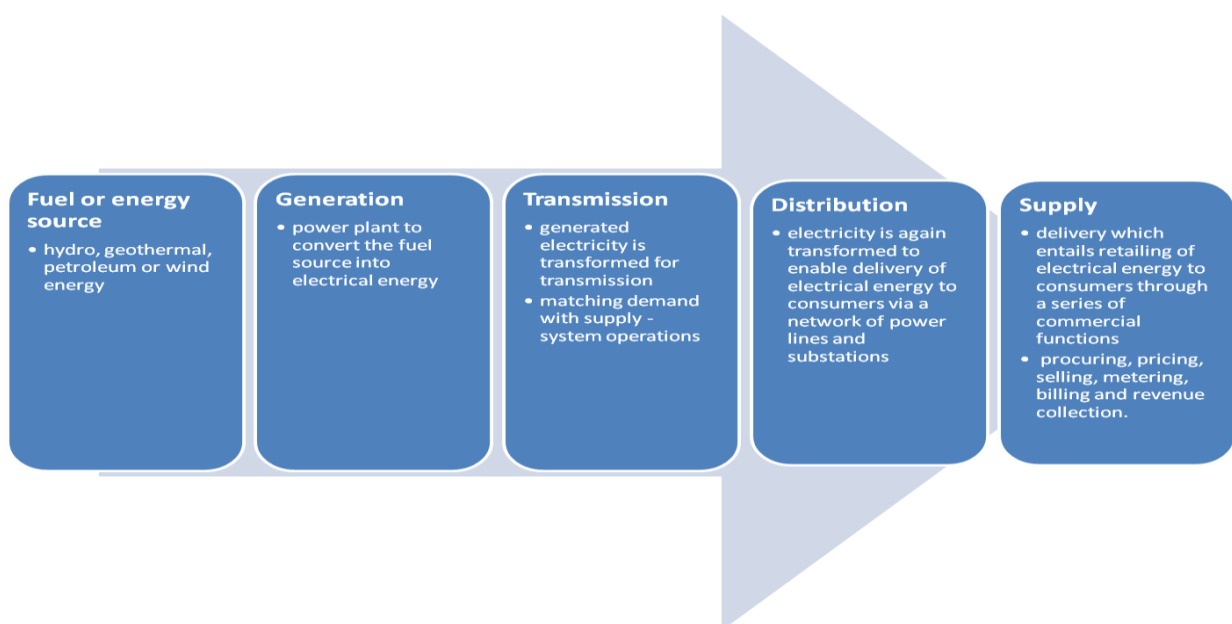 Fuel or energy
source
• hydro, geothermal,
petroleum or wind
energy
Generation
• power plant to
convert the fuel
source into
electrical energy
Transmission
• generated
electricity is
transformed for
transmission
• matching demand
with supply -
system operations
Distribution
• electricity is again
transformed to
enable delivery of
electrical energy to
consumers via a
network of power
lines and
substations
Supply
• delivery which
entails retailing of
electrical energy to
consumers through
a series of
commercial
functions
• procuring, pricing,
selling, metering,
billing and revenue
collection.